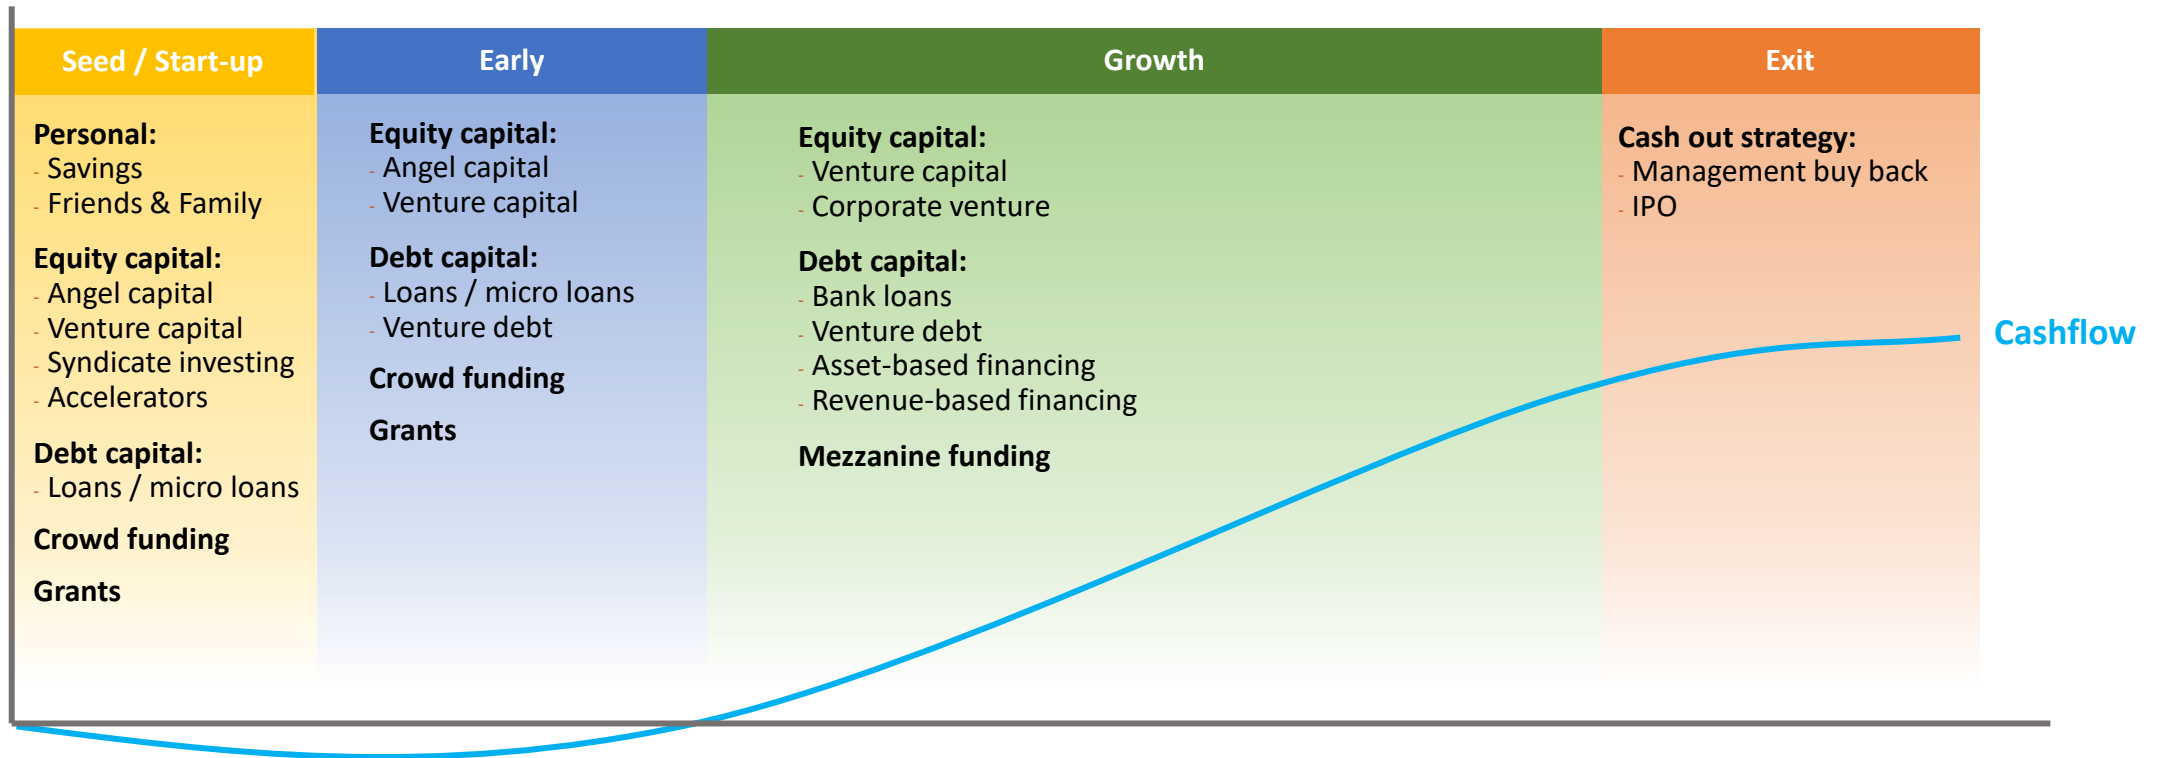 Seed / Start-up
Personal:
- Savings
- Friends & Family
Equity capital:
- Angel capital
- Venture capital
- Syndicate investing
- Accelerators
Debt capital:
- Loans / micro loans
Crowd funding
Grants
Early
Equity capital:
- Angel capital
- Venture capital
Debt capital:
- Loans / micro loans
- Venture debt
Crowd funding
Grants
Growth
Equity capital:
- Venture capital
- Corporate venture
Debt capital:
- Bank loans
- Venture debt
- Asset-based financing
- Revenue-based financing
Mezzanine funding
Exit
Cash out strategy:
- Management buy back
- IPO
Cashflow